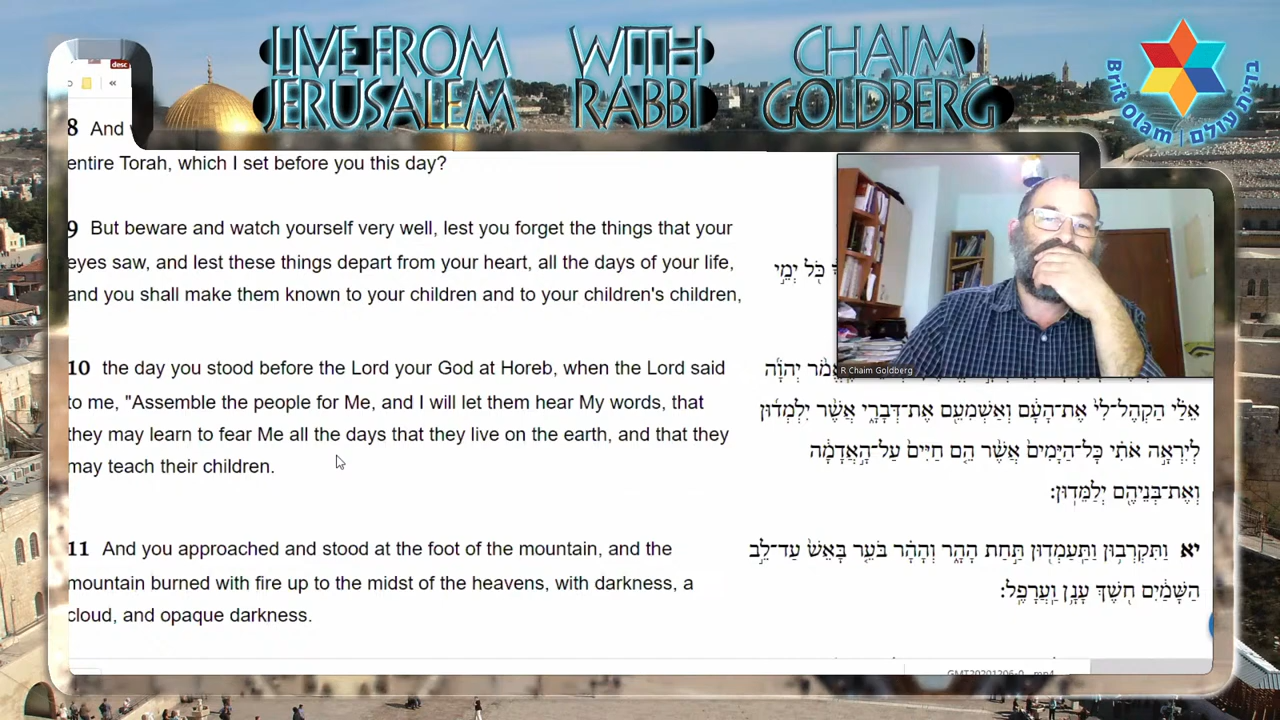 LIVE FROM WITH CHAIM
JERUSALEM RABBI GOLDBERG
Brit Olam | ברית עולם
desc
8 And
entire Torah, which I set before you this day?
9 But beware and watch yourself very well, lest you forget the things that your
eyes saw, and lest these things depart from your heart, all the days of your life,
and you shall make them known to your children and to your children's children,
כֹּ֖ל יְמֵ֣י
R Chaim Goldberg
10 the day you stood before the Lord your God at Horeb, when the Lord said
to me, "Assemble the people for Me, and I will let them hear My words, that
they may learn to fear Me all the days that they live on the earth, and that they
may teach their children.
יְהֹוָ֜ה
אֵלַ֗י הַקְהֶל־לִי֙ אֶת־הָעָ֔ם וְאַשְׁמִעֵ֖ם אֶת־דְּבָרָ֑י אֲשֶׁ֨ר יִלְמְד֜וּן
לְיִרְאָ֣ה אֹתִ֗י כָּל־הַיָּמִים֙ אֲשֶׁ֨ר הֵ֤ם חַיִּים֙ עַל־הָ֣אֲדָמָ֔ה
וְאֶת־בְּנֵיהֶ֖ם יְלַמֵּדֽוּן:
11 And you approached and stood at the foot of the mountain, and the
mountain burned with fire up to the midst of the heavens, with darkness, a
cloud, and opaque darkness.
יא וַתִּקְרְב֥וּן וַתַּֽעַמְד֖וּן תַּ֣חַת הָהָ֑ר וְהָהָ֞ר בֹּעֵ֤ר בָּאֵשׁ֙ עַד־לֵ֣ב
הַשָּׁמַ֔יִם ח֖שֶׁךְ עָנָ֥ן וַֽעֲרָפֶֽל: